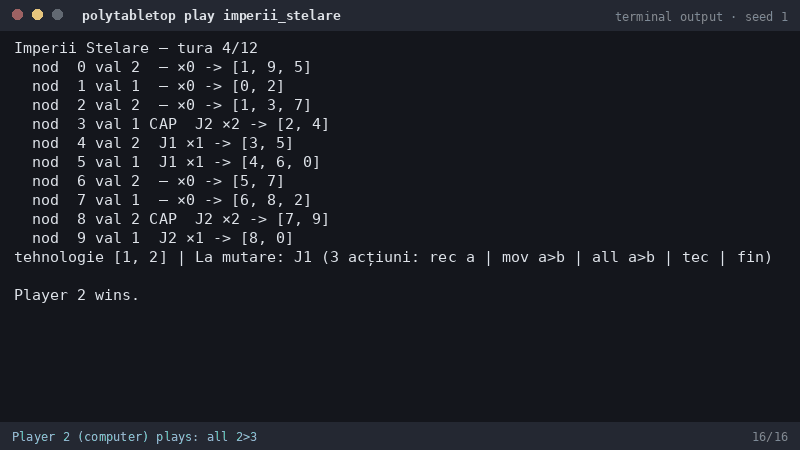 polytabletop play imperii_stelare
terminal output · seed 1
Imperii Stelare — tura 4/12
nod 0 val 2 — ×0 -> [1, 9, 5]
nod 1 val 1 — ×0 -> [0, 2]
nod 2 val 2 — ×0 -> [1, 3, 7]
nod 3 val 1 CAP J2 ×2 -> [2, 4]
nod 4 val 2 J1 ×1 -> [3, 5]
nod 5 val 1 J1 ×1 -> [4, 6, 0]
nod 6 val 2 — ×0 -> [5, 7]
nod 7 val 1 — ×0 -> [6, 8, 2]
nod 8 val 2 CAP J2 ×2 -> [7, 9]
nod 9 val 1 J2 ×1 -> [8, 0]
tehnologie [1, 2] | La mutare: J1 (3 acțiuni: rec a | mov a>b | all a>b | tec | fin)
Player 2 wins.
Player 2 (computer) plays: all 2>3
16/16